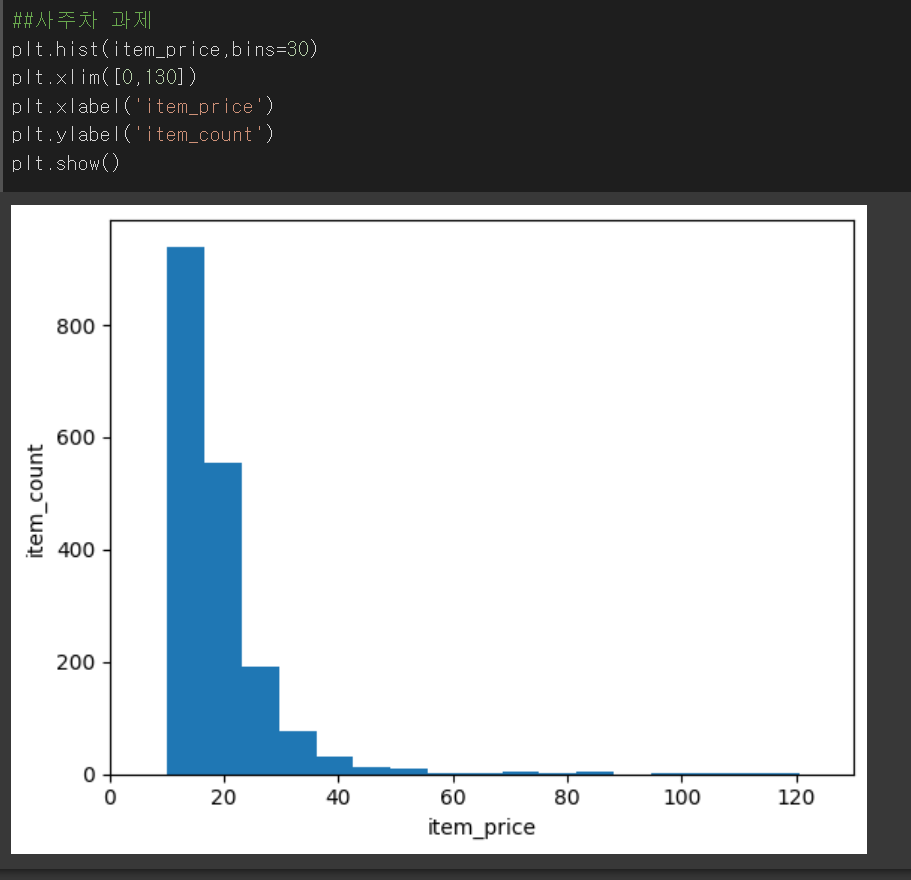 ##사주차 과제
plt.hist(item_price,bins=30)
plt.xlim([0,130])
plt.xlabel('item_price')
plt.ylabel('item_count')
plt.show()
800
600
400
200
0
item_count
0 20 40 60 80 100 120
item_price